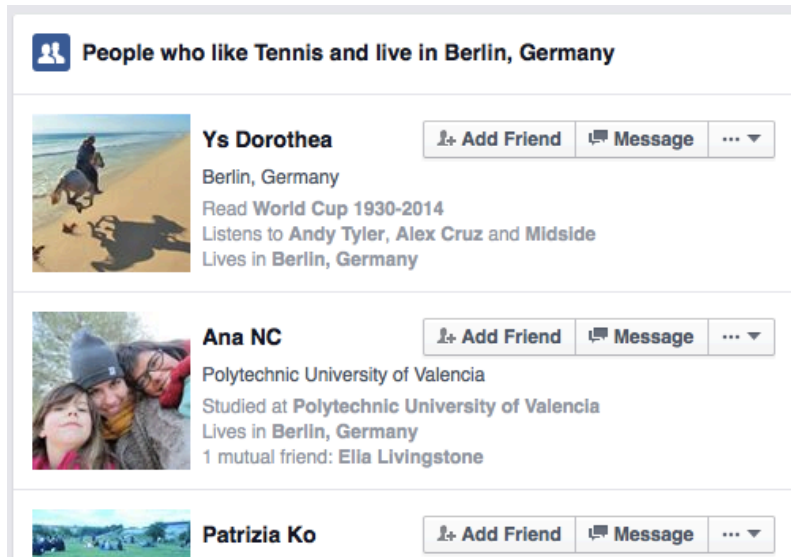 People who like Tennis and live in Berlin, Germany
Ys Dorothea
Add Friend
Message
Berlin, Germany
Read World Cup 1930-2014
Listens to Andy Tyler, Alex Cruz and Midside
Lives in Berlin, Germany
Ana NC
Add Friend
Message
Polytechnic University of Valencia
Studied at Polytechnic University of Valencia
Lives in Berlin, Germany
1 mutual friend: Elia Livingstone
Patrizia Ko
Add Friend
Message